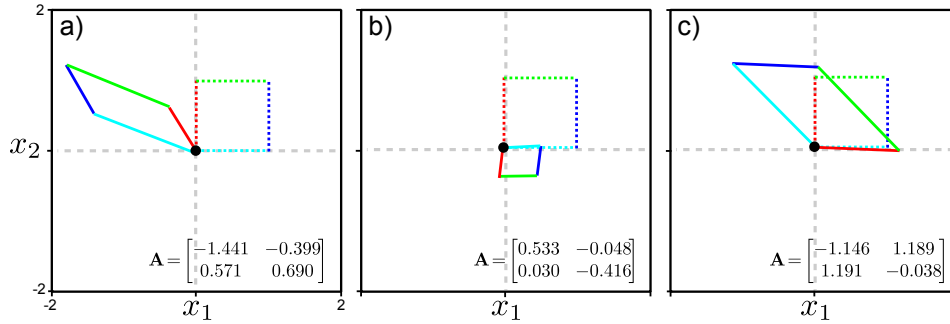 2
a)
b)
c)
x2
A = [−1.441 −0.399
0.571 0.690]
A = [0.533 −0.048
0.030 −0.416]
A = [−1.146 1.189
1.191 −0.038]
-2
-2
x1
2
x1
x1